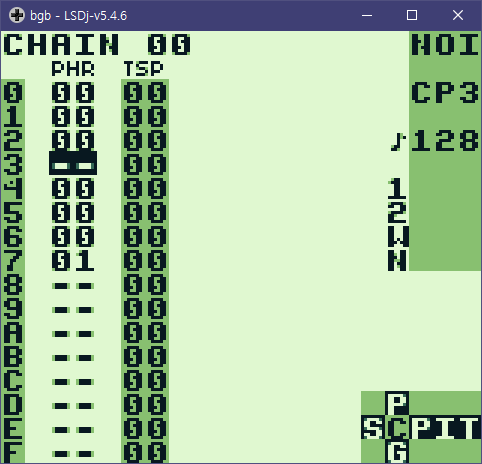 bgb - LSDj-v5.4.6
CHAIN 00 NOI
PHR TSP
0 00 00 CP3
1 00 00
2 00 00 ♪128
3 -- 00
4 00 00 1
5 00 00 2
6 00 00 W
7 01 00 N
8 -- 00
9 -- 00
A -- 00
B -- 00
C -- 00
D -- 00 P
E -- 00 SCPIT
F -- 00 G